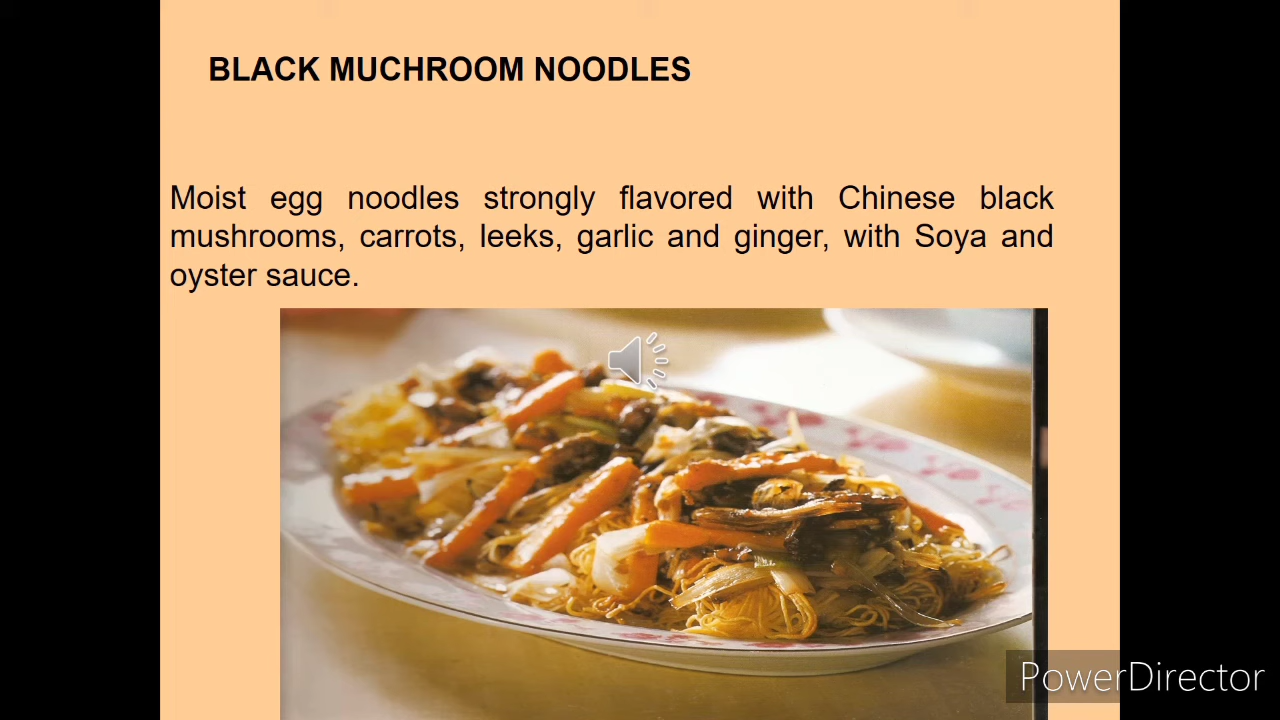 BLACK MUCHROOM NOODLES
Moist egg noodles strongly flavored with Chinese black
mushrooms, carrots, leeks, garlic and ginger, with Soya and
oyster sauce.
PowerDirector